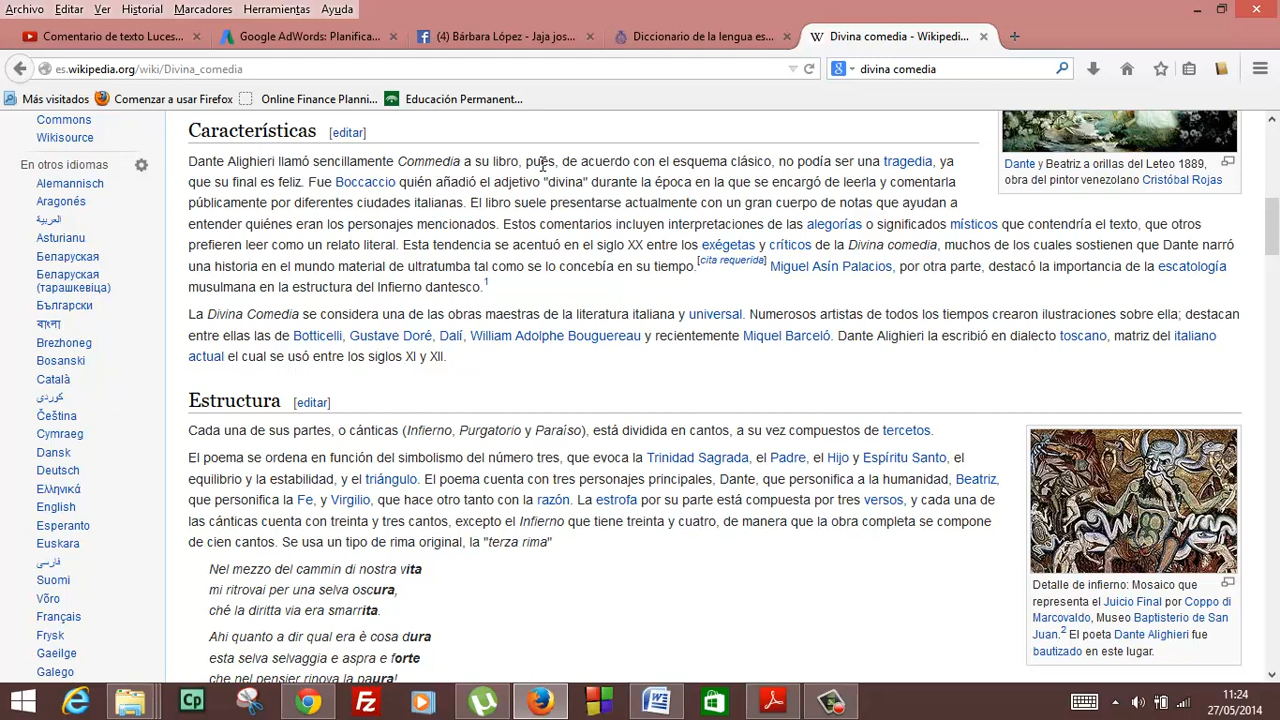 Archivo Editar Ver Historial Marcadores Herramientas Ayuda
Comentario de texto Luces... Google AdWords: Planifica... (4) Bárbara López - Jaja jos... Diccionario de la lengua es... Divina comedia - Wikipedi...
es.wikipedia.org/wiki/Divina_comedia divina comedia
Más visitados Comenzar a usar Firefox Online Finance Planni... Educación Permanent...
Commons
Wikisource
En otros idiomas
Alemannisch
Aragonés
العربية
Asturianu
Беларуская
Беларуская
(тарашкевіца)
Български
বাংলা
Brezhoneg
Bosanski
Català
کوردی
Čeština
Cymraeg
Dansk
Deutsch
Ελληνικά
English
Esperanto
Euskara
فارسی
Suomi
Võro
Français
Frysk
Gaeilge
Galego
Características [editar]
Dante Alighieri llamó sencillamente Commedia a su libro, pues, de acuerdo con el esquema clásico, no podía ser una tragedia, ya
que su final es feliz. Fue Boccaccio quién añadió el adjetivo "divina" durante la época en la que se encargó de leerla y comentarla
públicamente por diferentes ciudades italianas. El libro suele presentarse actualmente con un gran cuerpo de notas que ayudan a
entender quiénes eran los personajes mencionados. Estos comentarios incluyen interpretaciones de las alegorías o significados místicos que contendría el texto, que otros
prefieren leer como un relato literal. Esta tendencia se acentuó en el siglo XX entre los exégetas y críticos de la Divina comedia, muchos de los cuales sostienen que Dante narró
una historia en el mundo material de ultratumba tal como se lo concebía en su tiempo.[cita requerida] Miguel Asín Palacios, por otra parte, destacó la importancia de la escatología
musulmana en la estructura del Infierno dantesco.1
La Divina Comedia se considera una de las obras maestras de la literatura italiana y universal. Numerosos artistas de todos los tiempos crearon ilustraciones sobre ella; destacan
entre ellas las de Botticelli, Gustave Doré, Dalí, William Adolphe Bouguereau y recientemente Miquel Barceló. Dante Alighieri la escribió en dialecto toscano, matriz del italiano
actual el cual se usó entre los siglos XI y XII.
Dante y Beatriz a orillas del Leteo 1889,
obra del pintor venezolano Cristóbal Rojas
Estructura [editar]
Cada una de sus partes, o cánticas (Infierno, Purgatorio y Paraíso), está dividida en cantos, a su vez compuestos de tercetos.
El poema se ordena en función del simbolismo del número tres, que evoca la Trinidad Sagrada, el Padre, el Hijo y Espíritu Santo, el
equilibrio y la estabilidad, y el triángulo. El poema cuenta con tres personajes principales, Dante, que personifica a la humanidad, Beatriz,
que personifica la Fe, y Virgilio, que hace otro tanto con la razón. La estrofa por su parte está compuesta por tres versos, y cada una de
las cánticas cuenta con treinta y tres cantos, excepto el Infierno que tiene treinta y cuatro, de manera que la obra completa se compone
de cien cantos. Se usa un tipo de rima original, la "terza rima"
Nel mezzo del cammin di nostra vita
mi ritrovai per una selva oscura,
ché la diritta via era smarrita.
Ahi quanto a dir qual era è cosa dura
esta selva selvaggia e aspra e forte
che nel pensier rinova la paura!
Detalle de infierno: Mosaico que
representa el Juicio Final por Coppo di
Marcovaldo, Museo Baptisterio de San
Juan.2 El poeta Dante Alighieri fue
bautizado en este lugar.
11:24
27/05/2014